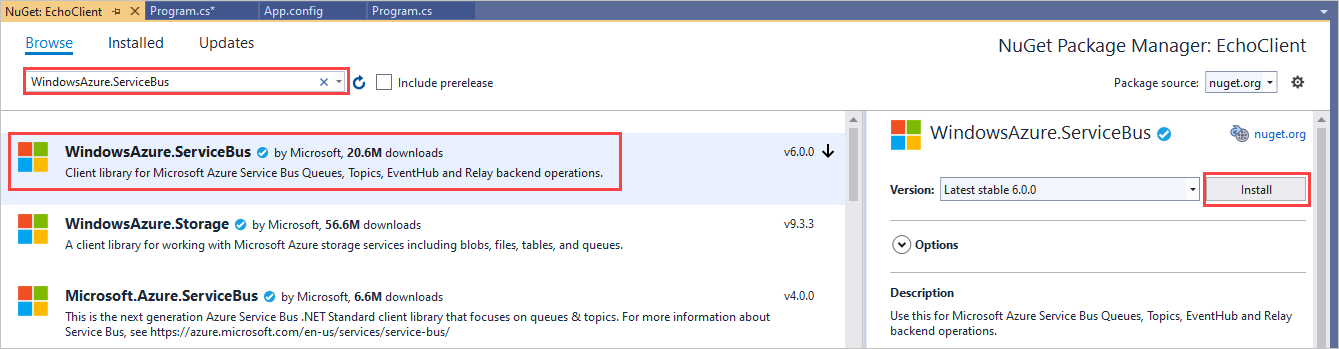 NuGet: EchoClient
Program.cs*
App.config
Program.cs
Browse
Installed
Updates
NuGet Package Manager: EchoClient
WindowsAzure.ServiceBus
Include prerelease
Package source: nuget.org
WindowsAzure.ServiceBus by Microsoft, 20.6M downloads
v6.0.0
Client library for Microsoft Azure Service Bus Queues, Topics, EventHub and Relay backend operations.
WindowsAzure.Storage by Microsoft, 56.6M downloads
v9.3.3
A client library for working with Microsoft Azure storage services including blobs, files, tables, and queues.
Microsoft.Azure.ServiceBus by Microsoft, 6.6M downloads
v4.0.0
This is the next generation Azure Service Bus .NET Standard client library that focuses on queues & topics. For more information about
Service Bus, see https://azure.microsoft.com/en-us/services/service-bus/
WindowsAzure.ServiceBus
nuget.org
Version: Latest stable 6.0.0
Install
Options
Description
Use this for Microsoft Azure Service Bus Queues, Topics, EventHub and Relay
backend operations.